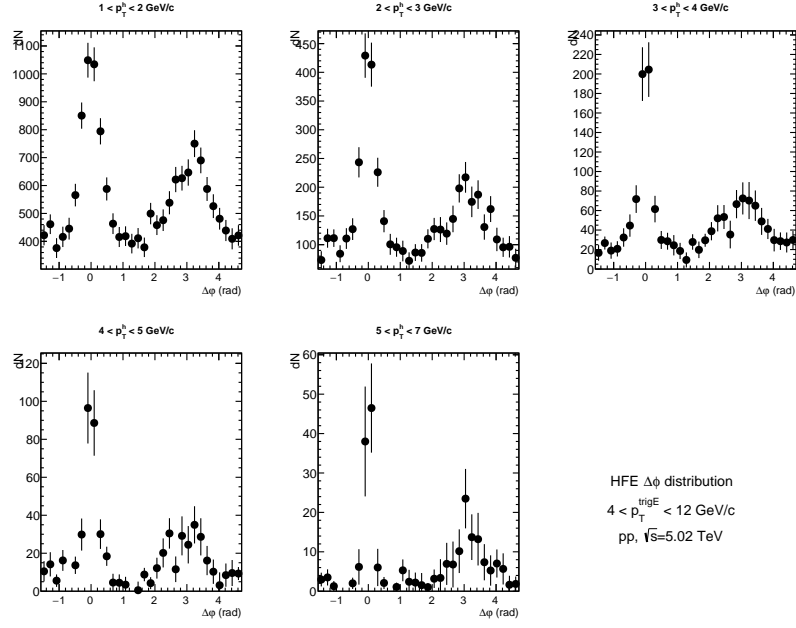 1 < p_T^h < 2 GeV/c
dN
1100
1000
900
800
700
600
500
400
−1 0 1 2 3 4
Δφ (rad)
2 < p_T^h < 3 GeV/c
dN
450
400
350
300
250
200
150
100
−1 0 1 2 3 4
Δφ (rad)
3 < p_T^h < 4 GeV/c
dN
240
220
200
180
160
140
120
100
80
60
40
20
0
−1 0 1 2 3 4
Δφ (rad)
4 < p_T^h < 5 GeV/c
dN
120
100
80
60
40
20
0
−1 0 1 2 3 4
Δφ (rad)
5 < p_T^h < 7 GeV/c
dN
60
50
40
30
20
10
0
−1 0 1 2 3 4
Δφ (rad)
HFE Δϕ distribution
4 < p_T^trigE < 12 GeV/c
pp, √s=5.02 TeV